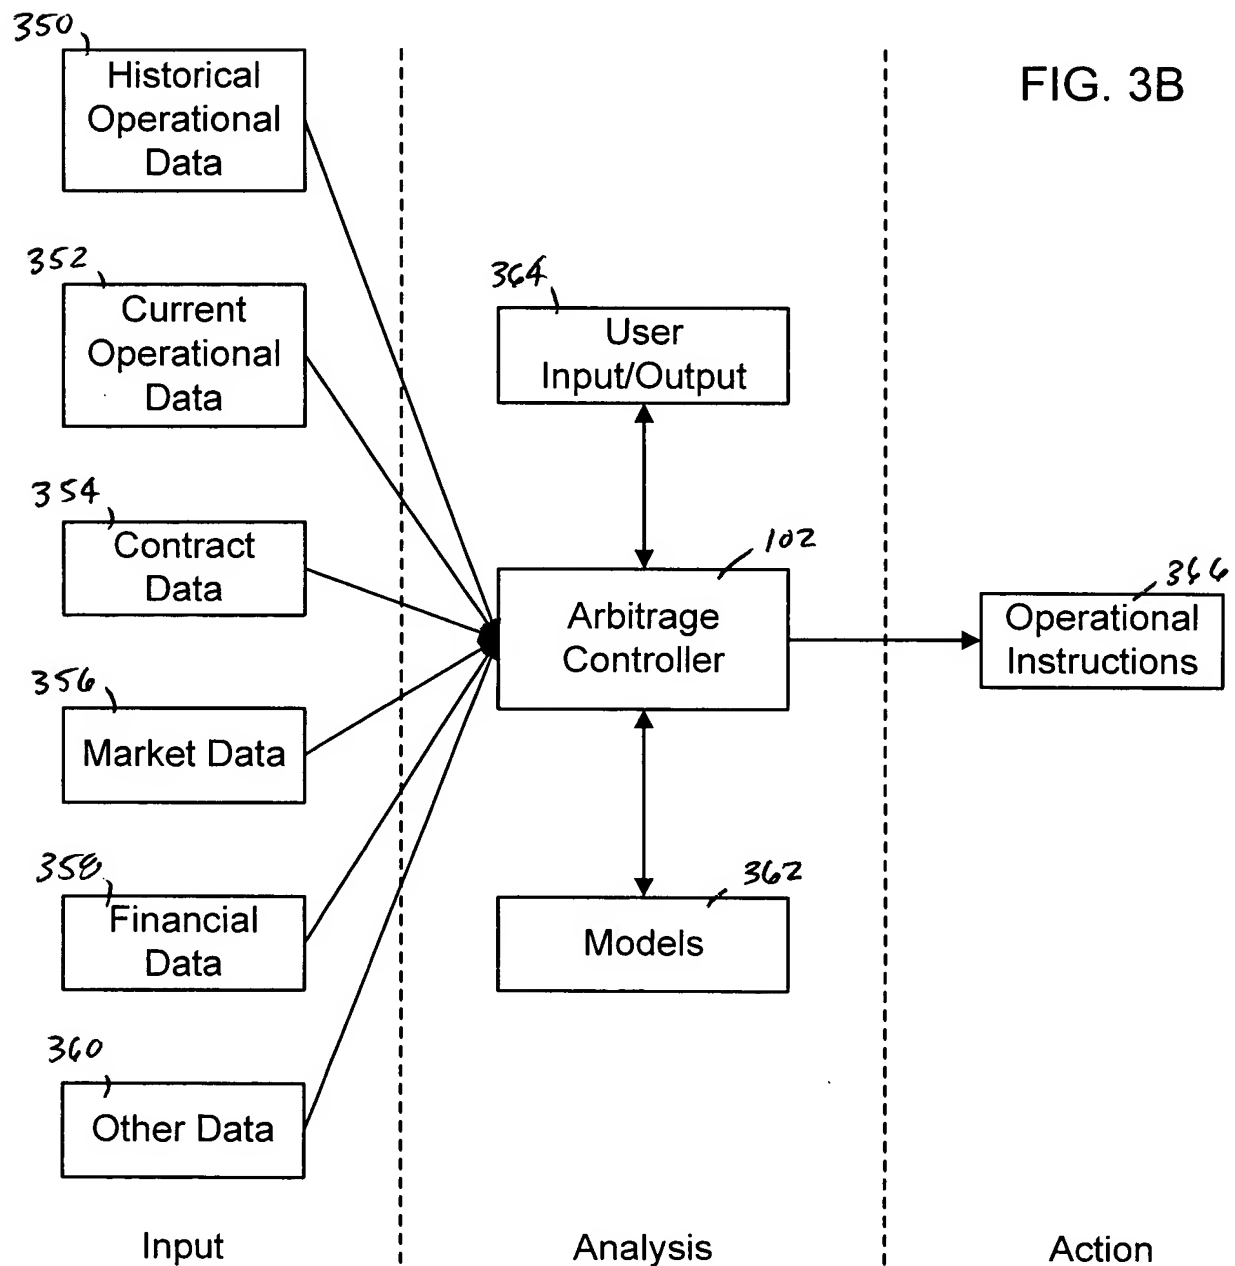 350
Historical
Operational
Data
FIG. 3B
352
Current
Operational
Data
364
User
Input/Output
354
Contract
Data
102
Arbitrage
Controller
366
Operational
Instructions
356
Market Data
358
Financial
Data
362
Models
360
Other Data
Input
Analysis
Action